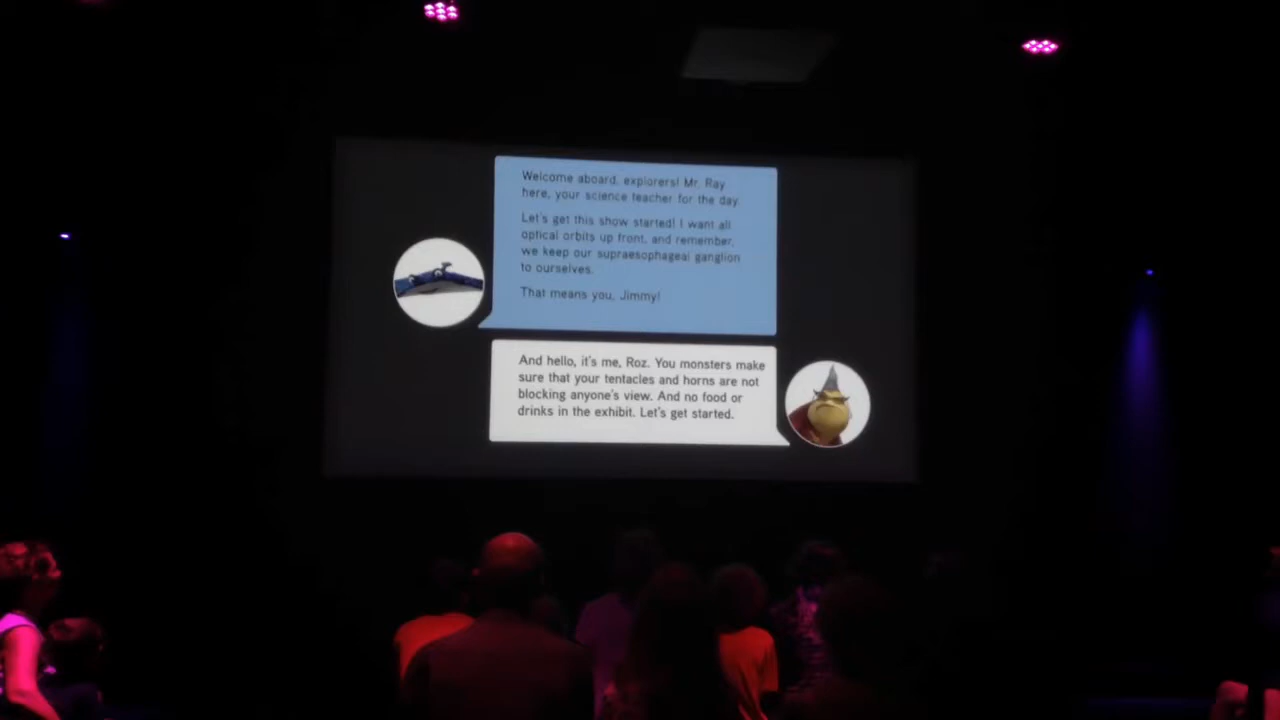 Welcome aboard, explorers! Mr. Ray
here, your science teacher for the day.
Let's get this show started! I want all
optical orbits up front, and remember,
we keep our supraesophageal ganglion
to ourselves.
That means you, Jimmy!
And hello, it's me, Roz. You monsters make
sure that your tentacles and horns are not
blocking anyone's view. And no food or
drinks in the exhibit. Let's get started.